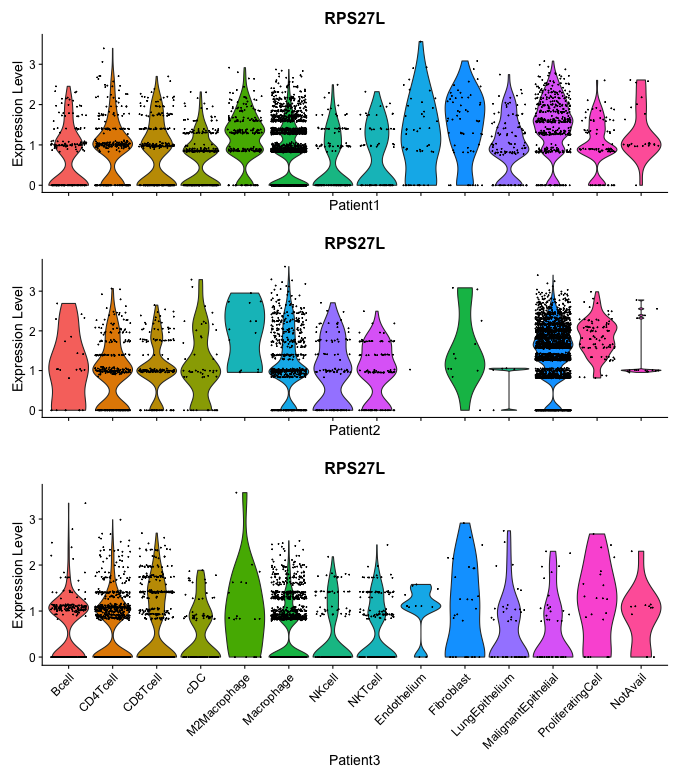 RPS27L
Expression Level
3
2
1
0
Patient1
RPS27L
Expression Level
3
2
1
0
Patient2
RPS27L
Expression Level
3
2
1
0
Bcell
CD4Tcell
CD8Tcell
cDC
M2Macrophage
Macrophage
NKcell
NKTcell
Endothelium
Fibroblast
LungEpithelium
MalignantEpithelial
ProliferatingCell
NotAvail
Patient3